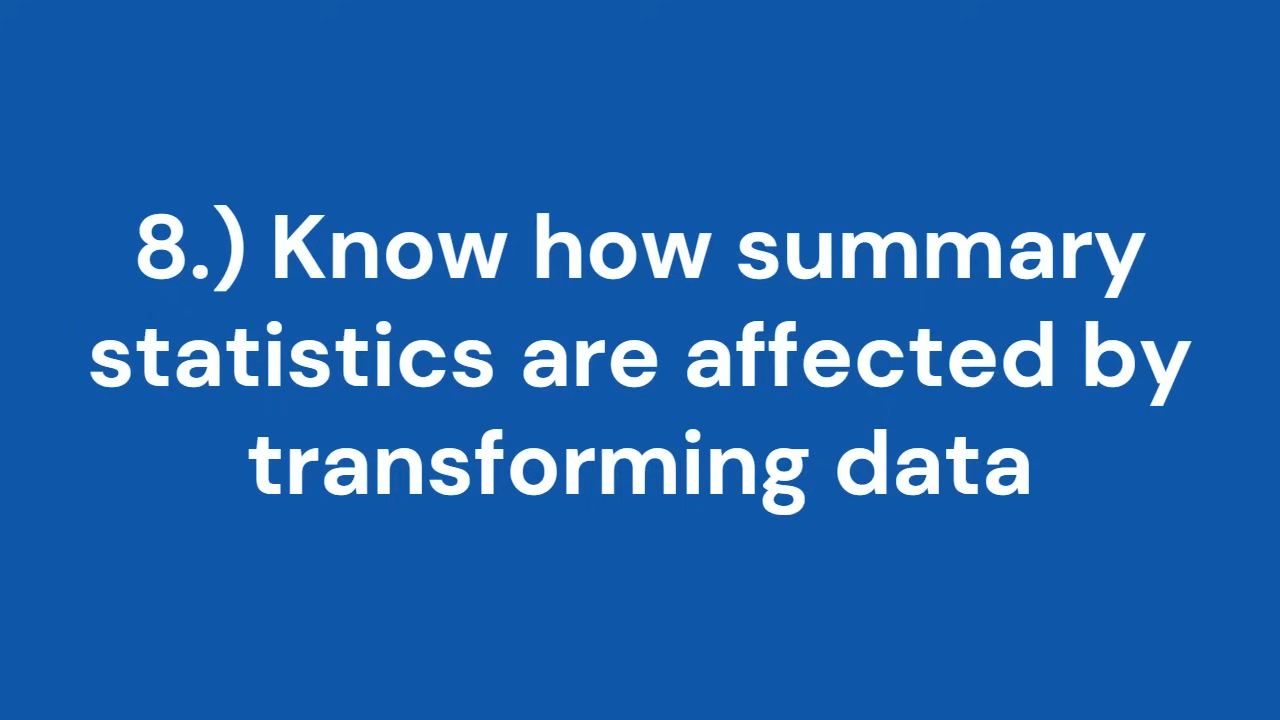 8.) Know how summary
statistics are affected by
transforming data